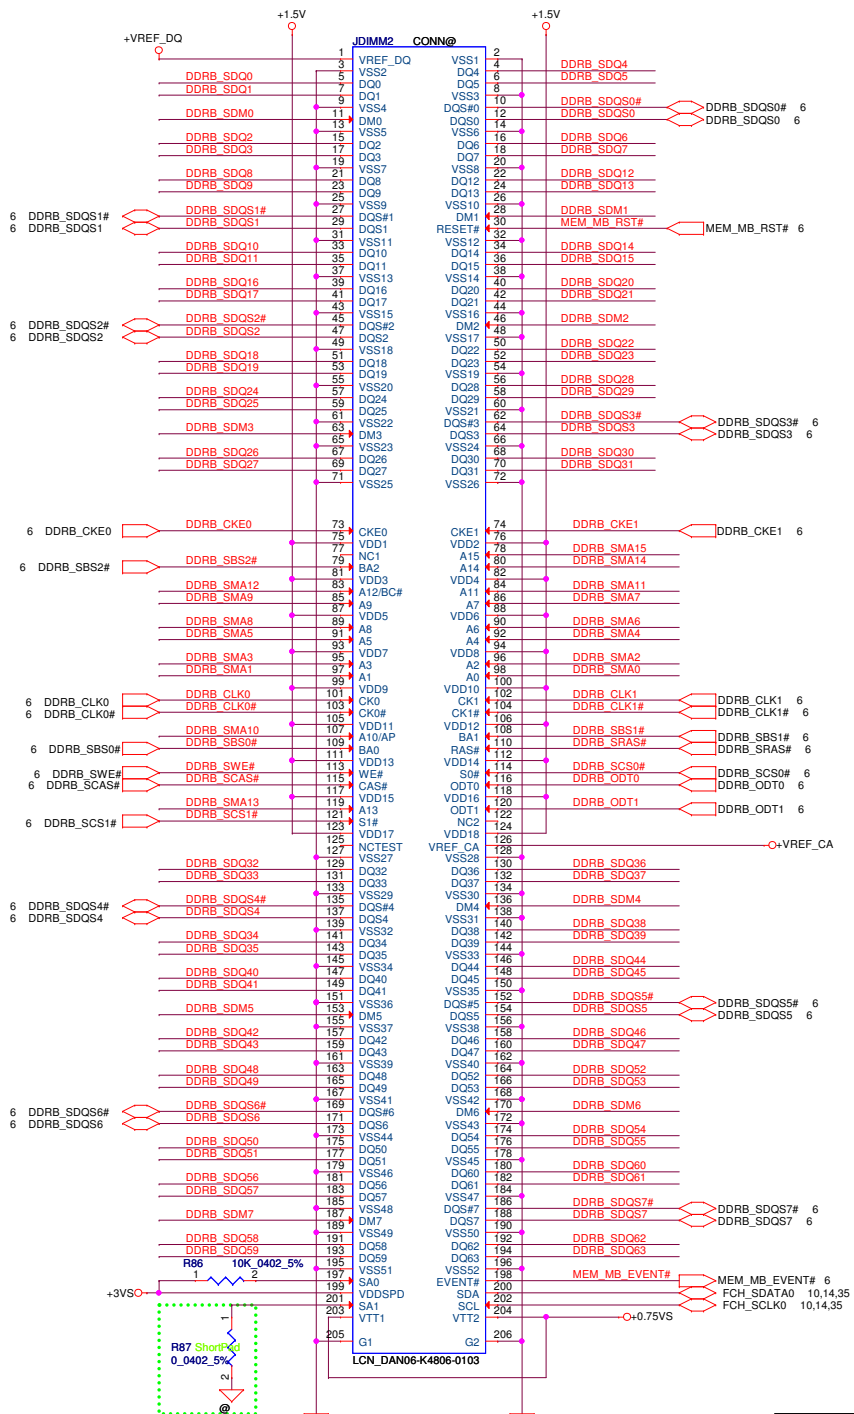 +1.5V +1.5V
+VREF_DQ
JDIMM2 CONN@
1 VREF_DQ VSS1 2
3 VSS2 DQ4 4 DDRB_SDQ4
DDRB_SDQ0 5 DQ0 DQ5 6 DDRB_SDQ5
DDRB_SDQ1 7 DQ1 VSS3 8
9 VSS4 DQS#0 10 DDRB_SDQS0# DDRB_SDQS0# 6
DDRB_SDM0 11 DM0 DQS0 12 DDRB_SDQS0 DDRB_SDQS0 6
13 VSS5 VSS6 14
DDRB_SDQ2 15 DQ2 DQ6 16 DDRB_SDQ6
DDRB_SDQ3 17 DQ3 DQ7 18 DDRB_SDQ7
19 VSS7 VSS8 20
DDRB_SDQ8 21 DQ8 DQ12 22 DDRB_SDQ12
DDRB_SDQ9 23 DQ9 DQ13 24 DDRB_SDQ13
25 VSS9 VSS10 26
6 DDRB_SDQS1# DDRB_SDQS1# 27 DQS#1 DM1 28 DDRB_SDM1
6 DDRB_SDQS1 DDRB_SDQS1 29 DQS1 RESET# 30 MEM_MB_RST# MEM_MB_RST# 6
31 VSS11 VSS12 32
DDRB_SDQ10 33 DQ10 DQ14 34 DDRB_SDQ14
DDRB_SDQ11 35 DQ11 DQ15 36 DDRB_SDQ15
37 VSS13 VSS14 38
DDRB_SDQ16 39 DQ16 DQ20 40 DDRB_SDQ20
DDRB_SDQ17 41 DQ17 DQ21 42 DDRB_SDQ21
43 VSS15 VSS16 44
6 DDRB_SDQS2# DDRB_SDQS2# 45 DQS#2 DM2 46 DDRB_SDM2
6 DDRB_SDQS2 DDRB_SDQS2 47 DQS2 VSS17 48
49 VSS18 DQ22 50 DDRB_SDQ22
DDRB_SDQ18 51 DQ18 DQ23 52 DDRB_SDQ23
DDRB_SDQ19 53 DQ19 VSS19 54
55 VSS20 DQ28 56 DDRB_SDQ28
DDRB_SDQ24 57 DQ24 DQ29 58 DDRB_SDQ29
DDRB_SDQ25 59 DQ25 VSS21 60
61 VSS22 DQS#3 62 DDRB_SDQS3# DDRB_SDQS3# 6
DDRB_SDM3 63 DM3 DQS3 64 DDRB_SDQS3 DDRB_SDQS3 6
65 VSS23 VSS24 66
DDRB_SDQ26 67 DQ26 DQ30 68 DDRB_SDQ30
DDRB_SDQ27 69 DQ27 DQ31 70 DDRB_SDQ31
71 VSS25 VSS26 72
6 DDRB_CKE0 DDRB_CKE0 73 CKE0 CKE1 74 DDRB_CKE1 DDRB_CKE1 6
75 VDD1 VDD2 76
77 NC1 A15 78 DDRB_SMA15
6 DDRB_SBS2# DDRB_SBS2# 79 BA2 A14 80 DDRB_SMA14
81 VDD3 VDD4 82
DDRB_SMA12 83 A12/BC# A11 84 DDRB_SMA11
DDRB_SMA9 85 A9 A7 86 DDRB_SMA7
87 VDD5 VDD6 88
DDRB_SMA8 89 A8 A6 90 DDRB_SMA6
DDRB_SMA5 91 A5 A4 92 DDRB_SMA4
93 VDD7 VDD8 94
DDRB_SMA3 95 A3 A2 96 DDRB_SMA2
DDRB_SMA1 97 A1 A0 98 DDRB_SMA0
99 VDD9 VDD10 100
6 DDRB_CLK0 DDRB_CLK0 101 CK0 CK1 102 DDRB_CLK1 DDRB_CLK1 6
6 DDRB_CLK0# DDRB_CLK0# 103 CK0# CK1# 104 DDRB_CLK1# DDRB_CLK1# 6
105 VDD11 VDD12 106
DDRB_SMA10 107 A10/AP BA1 108 DDRB_SBS1# DDRB_SBS1# 6
6 DDRB_SBS0# DDRB_SBS0# 109 BA0 RAS# 110 DDRB_SRAS# DDRB_SRAS# 6
111 VDD13 VDD14 112
6 DDRB_SWE# DDRB_SWE# 113 WE# S0# 114 DDRB_SCS0# DDRB_SCS0# 6
6 DDRB_SCAS# DDRB_SCAS# 115 CAS# ODT0 116 DDRB_ODT0 DDRB_ODT0 6
117 VDD15 VDD16 118
DDRB_SMA13 119 A13 ODT1 120 DDRB_ODT1 DDRB_ODT1 6
6 DDRB_SCS1# DDRB_SCS1# 121 S1# NC2 122
123 VDD17 VDD18 124
125 NCTEST VREF_CA 126 +VREF_CA
127 VSS27 VSS28 128
DDRB_SDQ32 129 DQ32 DQ36 130 DDRB_SDQ36
DDRB_SDQ33 131 DQ33 DQ37 132 DDRB_SDQ37
133 VSS29 VSS30 134
6 DDRB_SDQS4# DDRB_SDQS4# 135 DQS#4 DM4 136 DDRB_SDM4
6 DDRB_SDQS4 DDRB_SDQS4 137 DQS4 VSS31 138
139 VSS32 DQ38 140 DDRB_SDQ38
DDRB_SDQ34 141 DQ34 DQ39 142 DDRB_SDQ39
DDRB_SDQ35 143 DQ35 VSS33 144
145 VSS34 DQ44 146 DDRB_SDQ44
DDRB_SDQ40 147 DQ40 DQ45 148 DDRB_SDQ45
DDRB_SDQ41 149 DQ41 VSS35 150
151 VSS36 DQS#5 152 DDRB_SDQS5# DDRB_SDQS5# 6
DDRB_SDM5 153 DM5 DQS5 154 DDRB_SDQS5 DDRB_SDQS5 6
155 VSS37 VSS38 156
DDRB_SDQ42 157 DQ42 DQ46 158 DDRB_SDQ46
DDRB_SDQ43 159 DQ43 DQ47 160 DDRB_SDQ47
161 VSS39 VSS40 162
DDRB_SDQ48 163 DQ48 DQ52 164 DDRB_SDQ52
DDRB_SDQ49 165 DQ49 DQ53 166 DDRB_SDQ53
167 VSS41 VSS42 168
6 DDRB_SDQS6# DDRB_SDQS6# 169 DQS#6 DM6 170 DDRB_SDM6
6 DDRB_SDQS6 DDRB_SDQS6 171 DQS6 VSS43 172
173 VSS44 DQ54 174 DDRB_SDQ54
DDRB_SDQ50 175 DQ50 DQ55 176 DDRB_SDQ55
DDRB_SDQ51 177 DQ51 VSS45 178
179 VSS46 DQ60 180 DDRB_SDQ60
DDRB_SDQ56 181 DQ56 DQ61 182 DDRB_SDQ61
DDRB_SDQ57 183 DQ57 VSS47 184
185 VSS48 DQS#7 186 DDRB_SDQS7# DDRB_SDQS7# 6
DDRB_SDM7 187 DM7 DQS7 188 DDRB_SDQS7 DDRB_SDQS7 6
189 VSS49 VSS50 190
DDRB_SDQ58 191 DQ58 DQ62 192 DDRB_SDQ62
DDRB_SDQ59 193 DQ59 DQ63 194 DDRB_SDQ63
R86 10K_0402_5% 195 VSS51 VSS52 196
1 2 197 SA0 EVENT# 198 MEM_MB_EVENT# MEM_MB_EVENT# 6
+3VS 199 VDDSPD SDA 200 FCH_SDATA0 10,14,35
201 SA1 SCL 202 FCH_SCLK0 10,14,35
1 203 VTT1 VTT2 204 +0.75VS
205 G1 G2 206
R87 ShortPad
0_0402_5% LCN_DAN06-K4806-0103
2
@